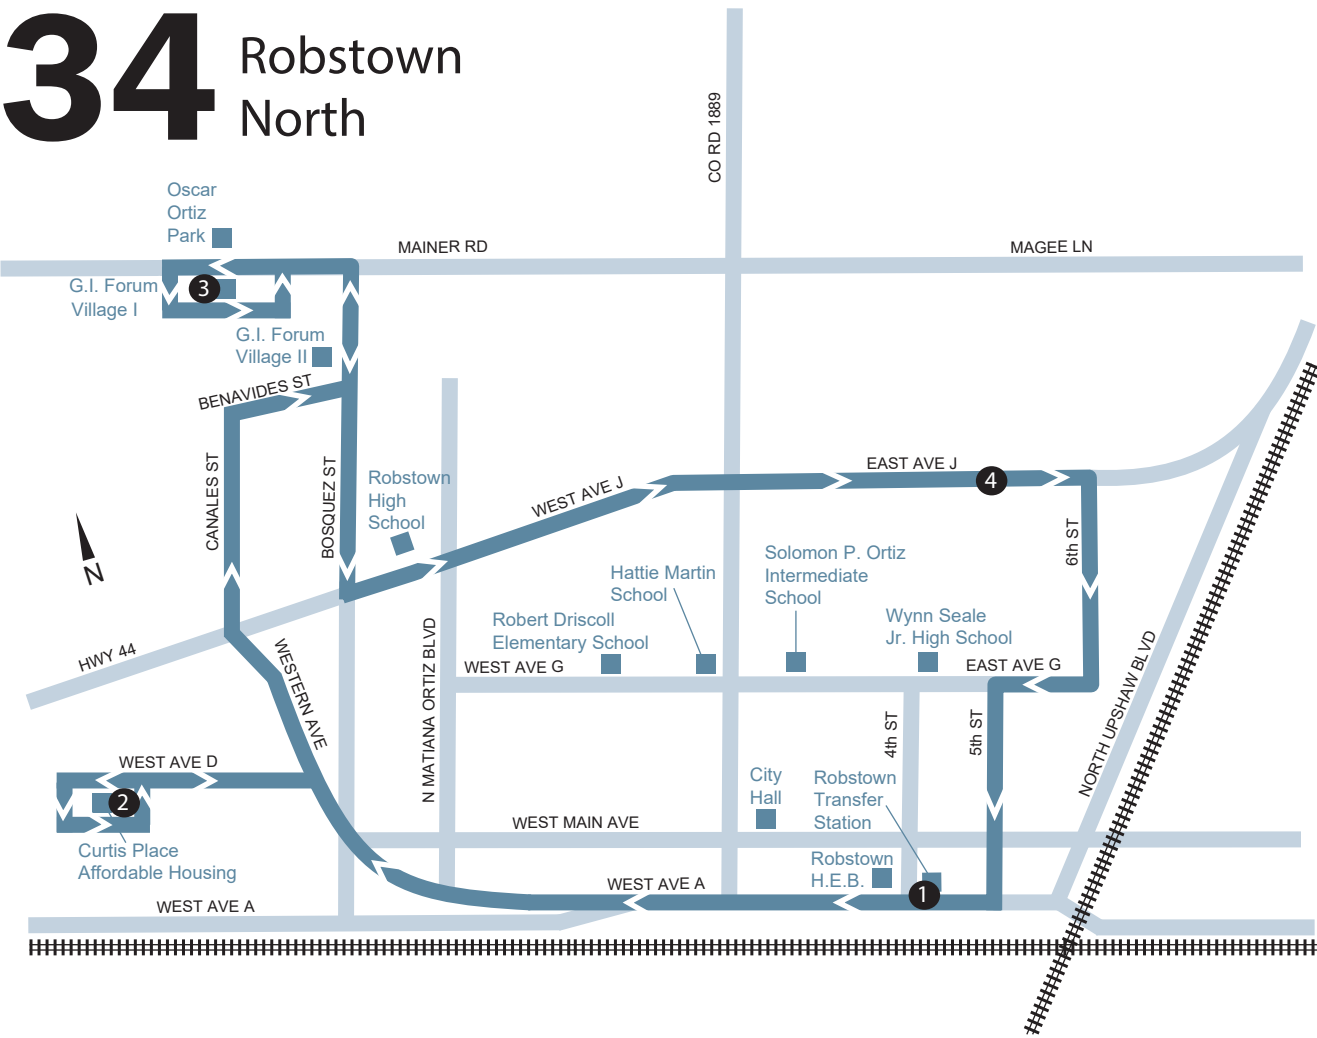 34
Robstown
North
CO RD 1889
Oscar
Ortiz
Park
MAINER RD
MAGEE LN
G.I. Forum
Village I
3
G.I. Forum
Village II
BENAVIDES ST
CANALES ST
BOSQUEZ ST
Robstown
High
School
WEST AVE J
EAST AVE J
4
6th ST
N
HWY 44
WESTERN AVE
N MATIANA ORTIZ BLVD
Hattie Martin
School
Solomon P. Ortiz
Intermediate
School
Robert Driscoll
Elementary School
Wynn Seale
Jr. High School
WEST AVE G
EAST AVE G
NORTH UPSHAW BLVD
4th ST
5th ST
WEST AVE D
2
Curtis Place
Affordable Housing
City
Hall
Robstown
Transfer
Station
WEST MAIN AVE
Robstown
H.E.B.
1
WEST AVE A
WEST AVE A